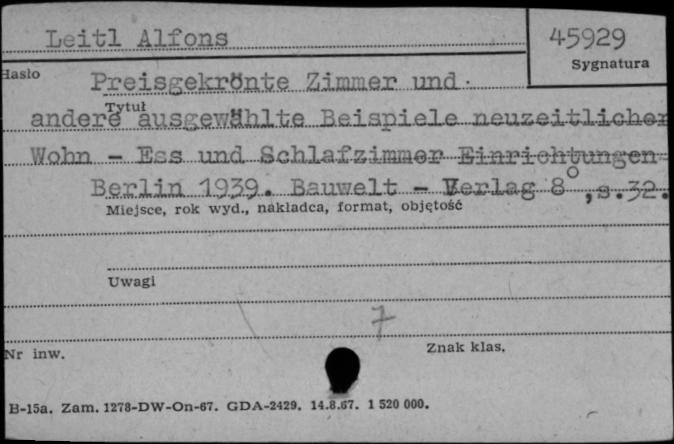 Leitl Alfons
45929
Sygnatura
Hasło
Preisgekrönte Zimmer und
Tytuł
andere ausgewählte Beispiele neuzeitlicher
Wohn - Ess und Schlafzimmer Einrichtungen
Berlin 1939. Bauwelt - Verlag 8°, s.32.
Miejsce, rok wyd., nakładca, format, objętość
Uwagi
7
Nr inw.
Znak klas.
B-15a. Zam. 1278-DW-On-67. GDA-2429. 14.8.67. 1 520 000.